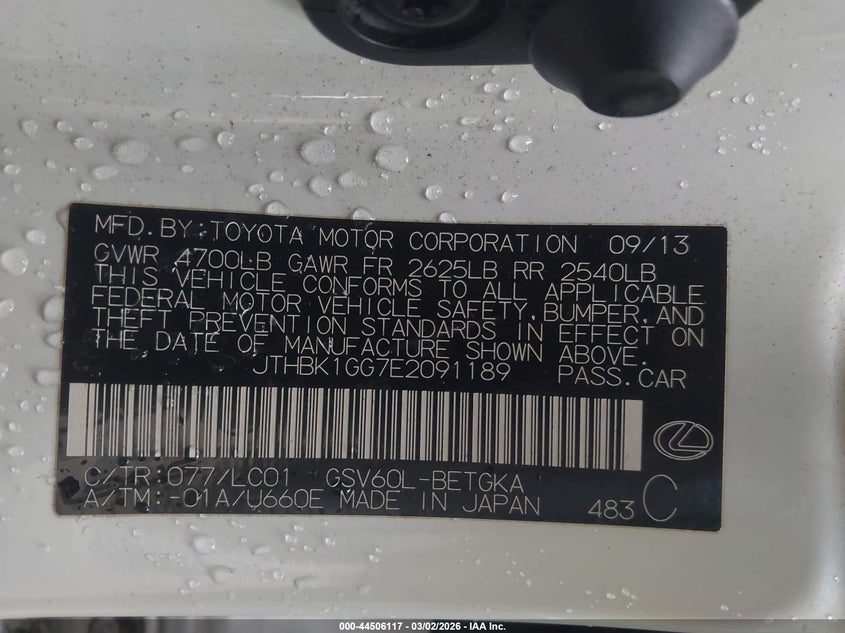 MFD. BY: TOYOTA MOTOR CORPORATION 09/13
GVWR 4700LB GAWR FR 2625LB RR 2540LB
THIS VEHICLE CONFORMS TO ALL APPLICABLE
FEDERAL MOTOR VEHICLE SAFETY, BUMPER, AND
THEFT PREVENTION STANDARDS IN EFFECT ON
THE DATE OF MANUFACTURE SHOWN ABOVE.
JTHBK1GG7E2091189 PASS. CAR
C/TR 077/LC01 GSV60L-BETGKA
A/TM -01A/U660E MADE IN JAPAN 483 C
000-44506117 - 03/02/2026 - IAA Inc.